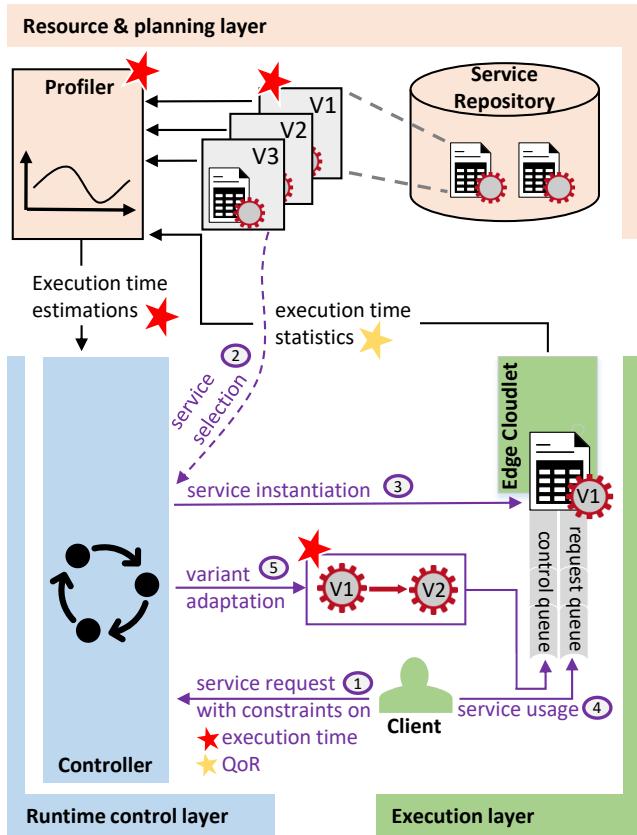 Resource & planning layer
Profiler
V1
V2
V3
Service
Repository
Execution time
estimations
execution time
statistics
2
service
selection
Edge Cloudlet
V1
service instantiation 3
control queue
request queue
variant 5
adaptation
V1
V2
service request 1
with constraints on
execution time
QoR
Client
service usage 4
Controller
Runtime control layer
Execution layer